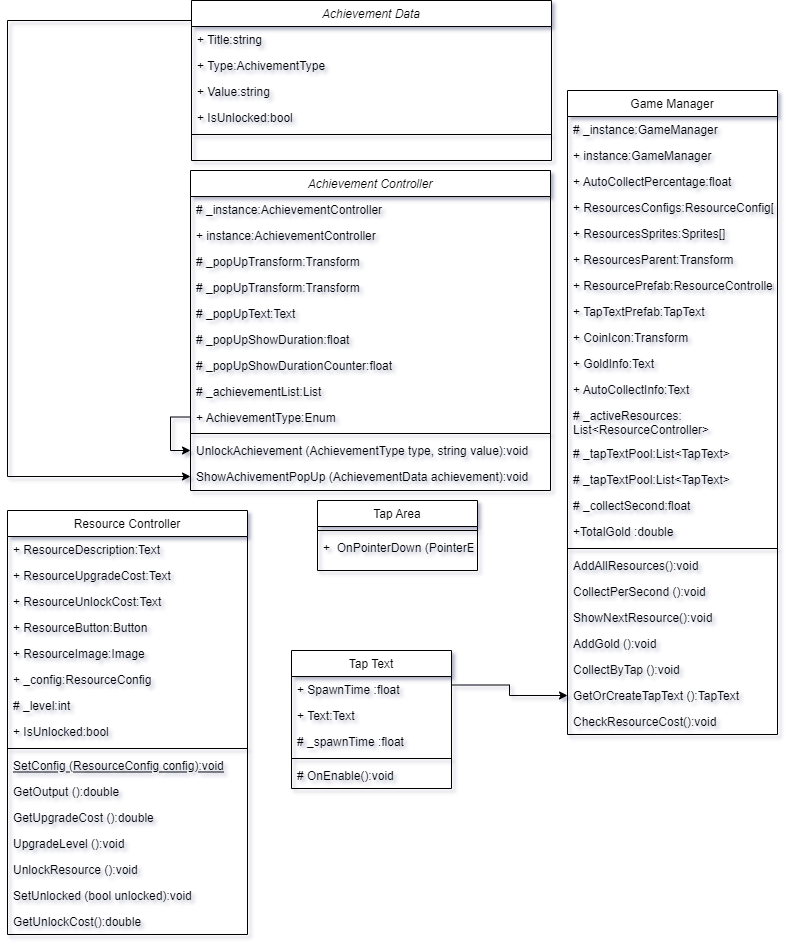 Achievement Data
+ Title:string
+ Type:AchivementType
+ Value:string
+ IsUnlocked:bool
Achievement Controller
# _instance:AchievementController
+ instance:AchievementController
# _popUpTransform:Transform
# _popUpTransform:Transform
# _popUpText:Text
# _popUpShowDuration:float
# _popUpShowDurationCounter:float
# _achievementList:List
+ AchievementType:Enum
UnlockAchievement (AchievementType type, string value):void
ShowAchivementPopUp (AchievementData achievement):void
Game Manager
# _instance:GameManager
+ instance:GameManager
+ AutoCollectPercentage:float
+ ResourcesConfigs:ResourceConfig[
+ ResourcesSprites:Sprites[]
+ ResourcesParent:Transform
+ ResourcePrefab:ResourceControlle
+ TapTextPrefab:TapText
+ CoinIcon:Transform
+ GoldInfo:Text
+ AutoCollectInfo:Text
# _activeResources:
List<ResourceController>
# _tapTextPool:List<TapText>
# _tapTextPool:List<TapText>
# _collectSecond:float
+TotalGold :double
AddAllResources():void
CollectPerSecond ():void
ShowNextResource():void
AddGold ():void
CollectByTap ():void
GetOrCreateTapText ():TapText
CheckResourceCost():void
Tap Area
+ OnPointerDown (PointerE
Resource Controller
+ ResourceDescription:Text
+ ResourceUpgradeCost:Text
+ ResourceUnlockCost:Text
+ ResourceButton:Button
+ ResourceImage:Image
+ _config:ResourceConfig
# _level:int
+ IsUnlocked:bool
SetConfig (ResourceConfig config):void
GetOutput ():double
GetUpgradeCost ():double
UpgradeLevel ():void
UnlockResource ():void
SetUnlocked (bool unlocked):void
GetUnlockCost():double
Tap Text
+ SpawnTime :float
+ Text:Text
# _spawnTime :float
# OnEnable():void